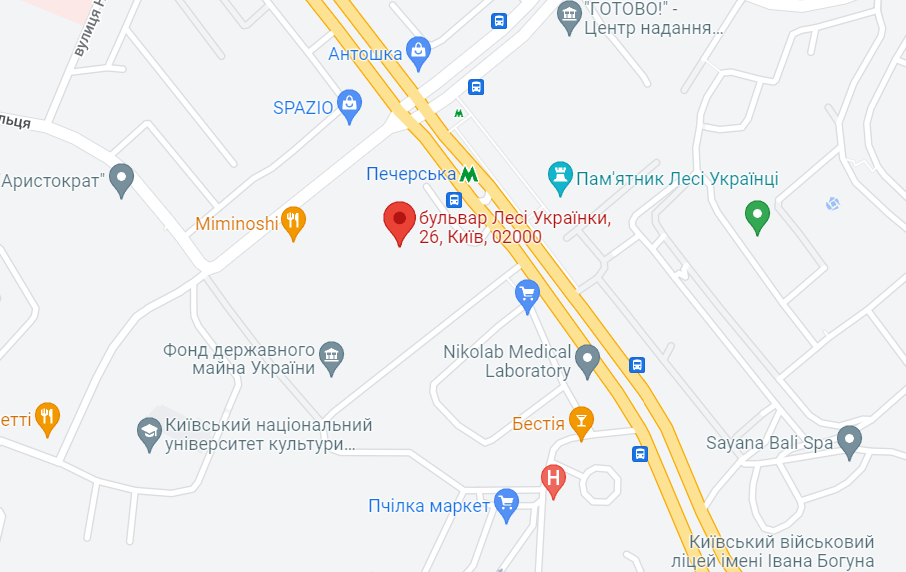 "ГОТОВО!" -
Центр надання...
Антошка
SPAZIO
Аристократ"
Печерська
Пам'ятник Лесі Українці
Miminoshi
бульвар Лесі Українки,
26, Київ, 02000
Nikolab Medical
Laboratory
Фонд державного
майна України
етті
Київський національний
університет культури...
Бестія
Sayana Bali Spa
H
Пчілка маркет
Київський військовий
ліцей імені Івана Богуна